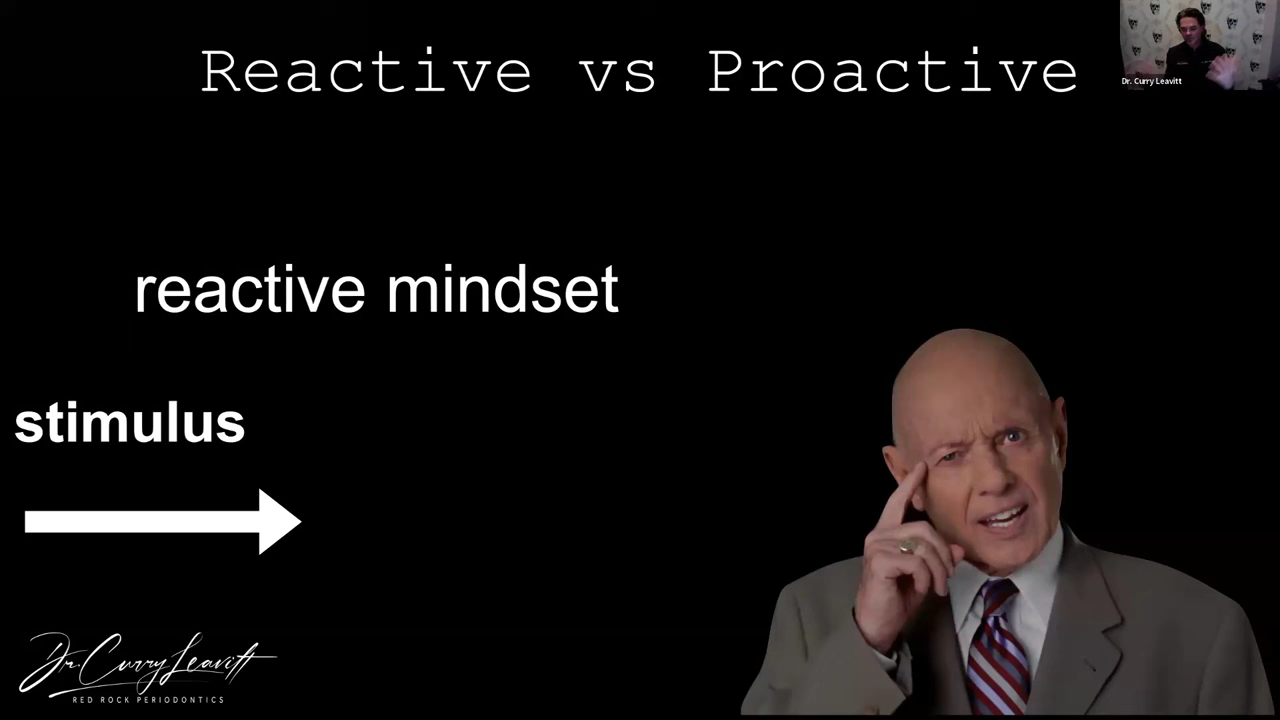 Reactive vs Proactive
Dr. Curry Leavitt
reactive mindset
stimulus
Dr. Curry Leavitt
RED ROCK PERIODONTICS